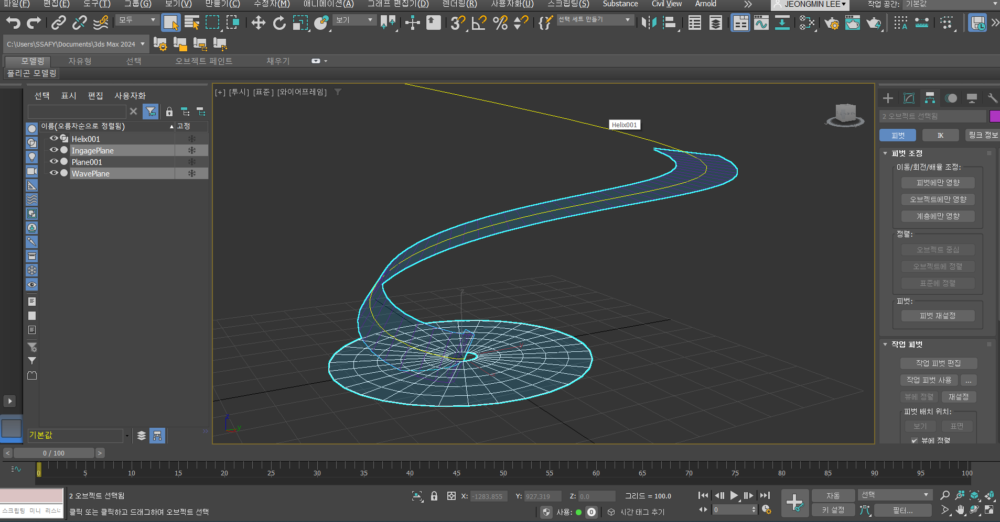 파일(F) 편집(E) 도구(T) 그룹(G) 보기(V) 만들기(C) 수정자(M) 애니메이션(A) 그래프 편집기(D) 렌더링(R) 사용자화(U) 스크립팅(S) Substance Civil View Arnold JEONGMIN LEE 작업 공간: 기본값
모두 보기 선택 세트 만들기
C:\Users\SSAFY\Documents\3ds Max 2024
모델링 자유형 선택 오브젝트 페인트 채우기
폴리곤 모델링
선택 표시 편집 사용자화
이름(오름차순으로 정렬됨) 고정
Helix001
IngagePlane
Plane001
WavePlane
기본값
[+] [투시] [표준] [와이어프레임]
Helix001
z
z
y
2 오브젝트 선택됨
피벗 IK 링크 정보
피벗 조정
이동/회전/배율 조정:
피벗에만 영향
오브젝트에만 영향
계층에만 영향
정렬:
오브젝트 중심
오브젝트에 정렬
표준에 정렬
피벗:
피벗 재설정
작업 피벗
작업 피벗 편집
작업 피벗 사용 ...
뷰에 정렬 재설정
피벗 배치 위치:
보기 표면
뷰에 정렬
< 0 / 100 >
0 5 10 15 20 25 30 35 40 45 50 55 60 65 70 75 80 85 90 95 100
2 오브젝트 선택됨 X: -1283.855 Y: 927.319 Z: 0.0 그리드 = 100.0 자동 선택
스크립팅 미니 리스너 클릭 또는 클릭하고 드래그하여 오브젝트 선택 사용: 0 시간 태그 추가 0 키 설정 필터...